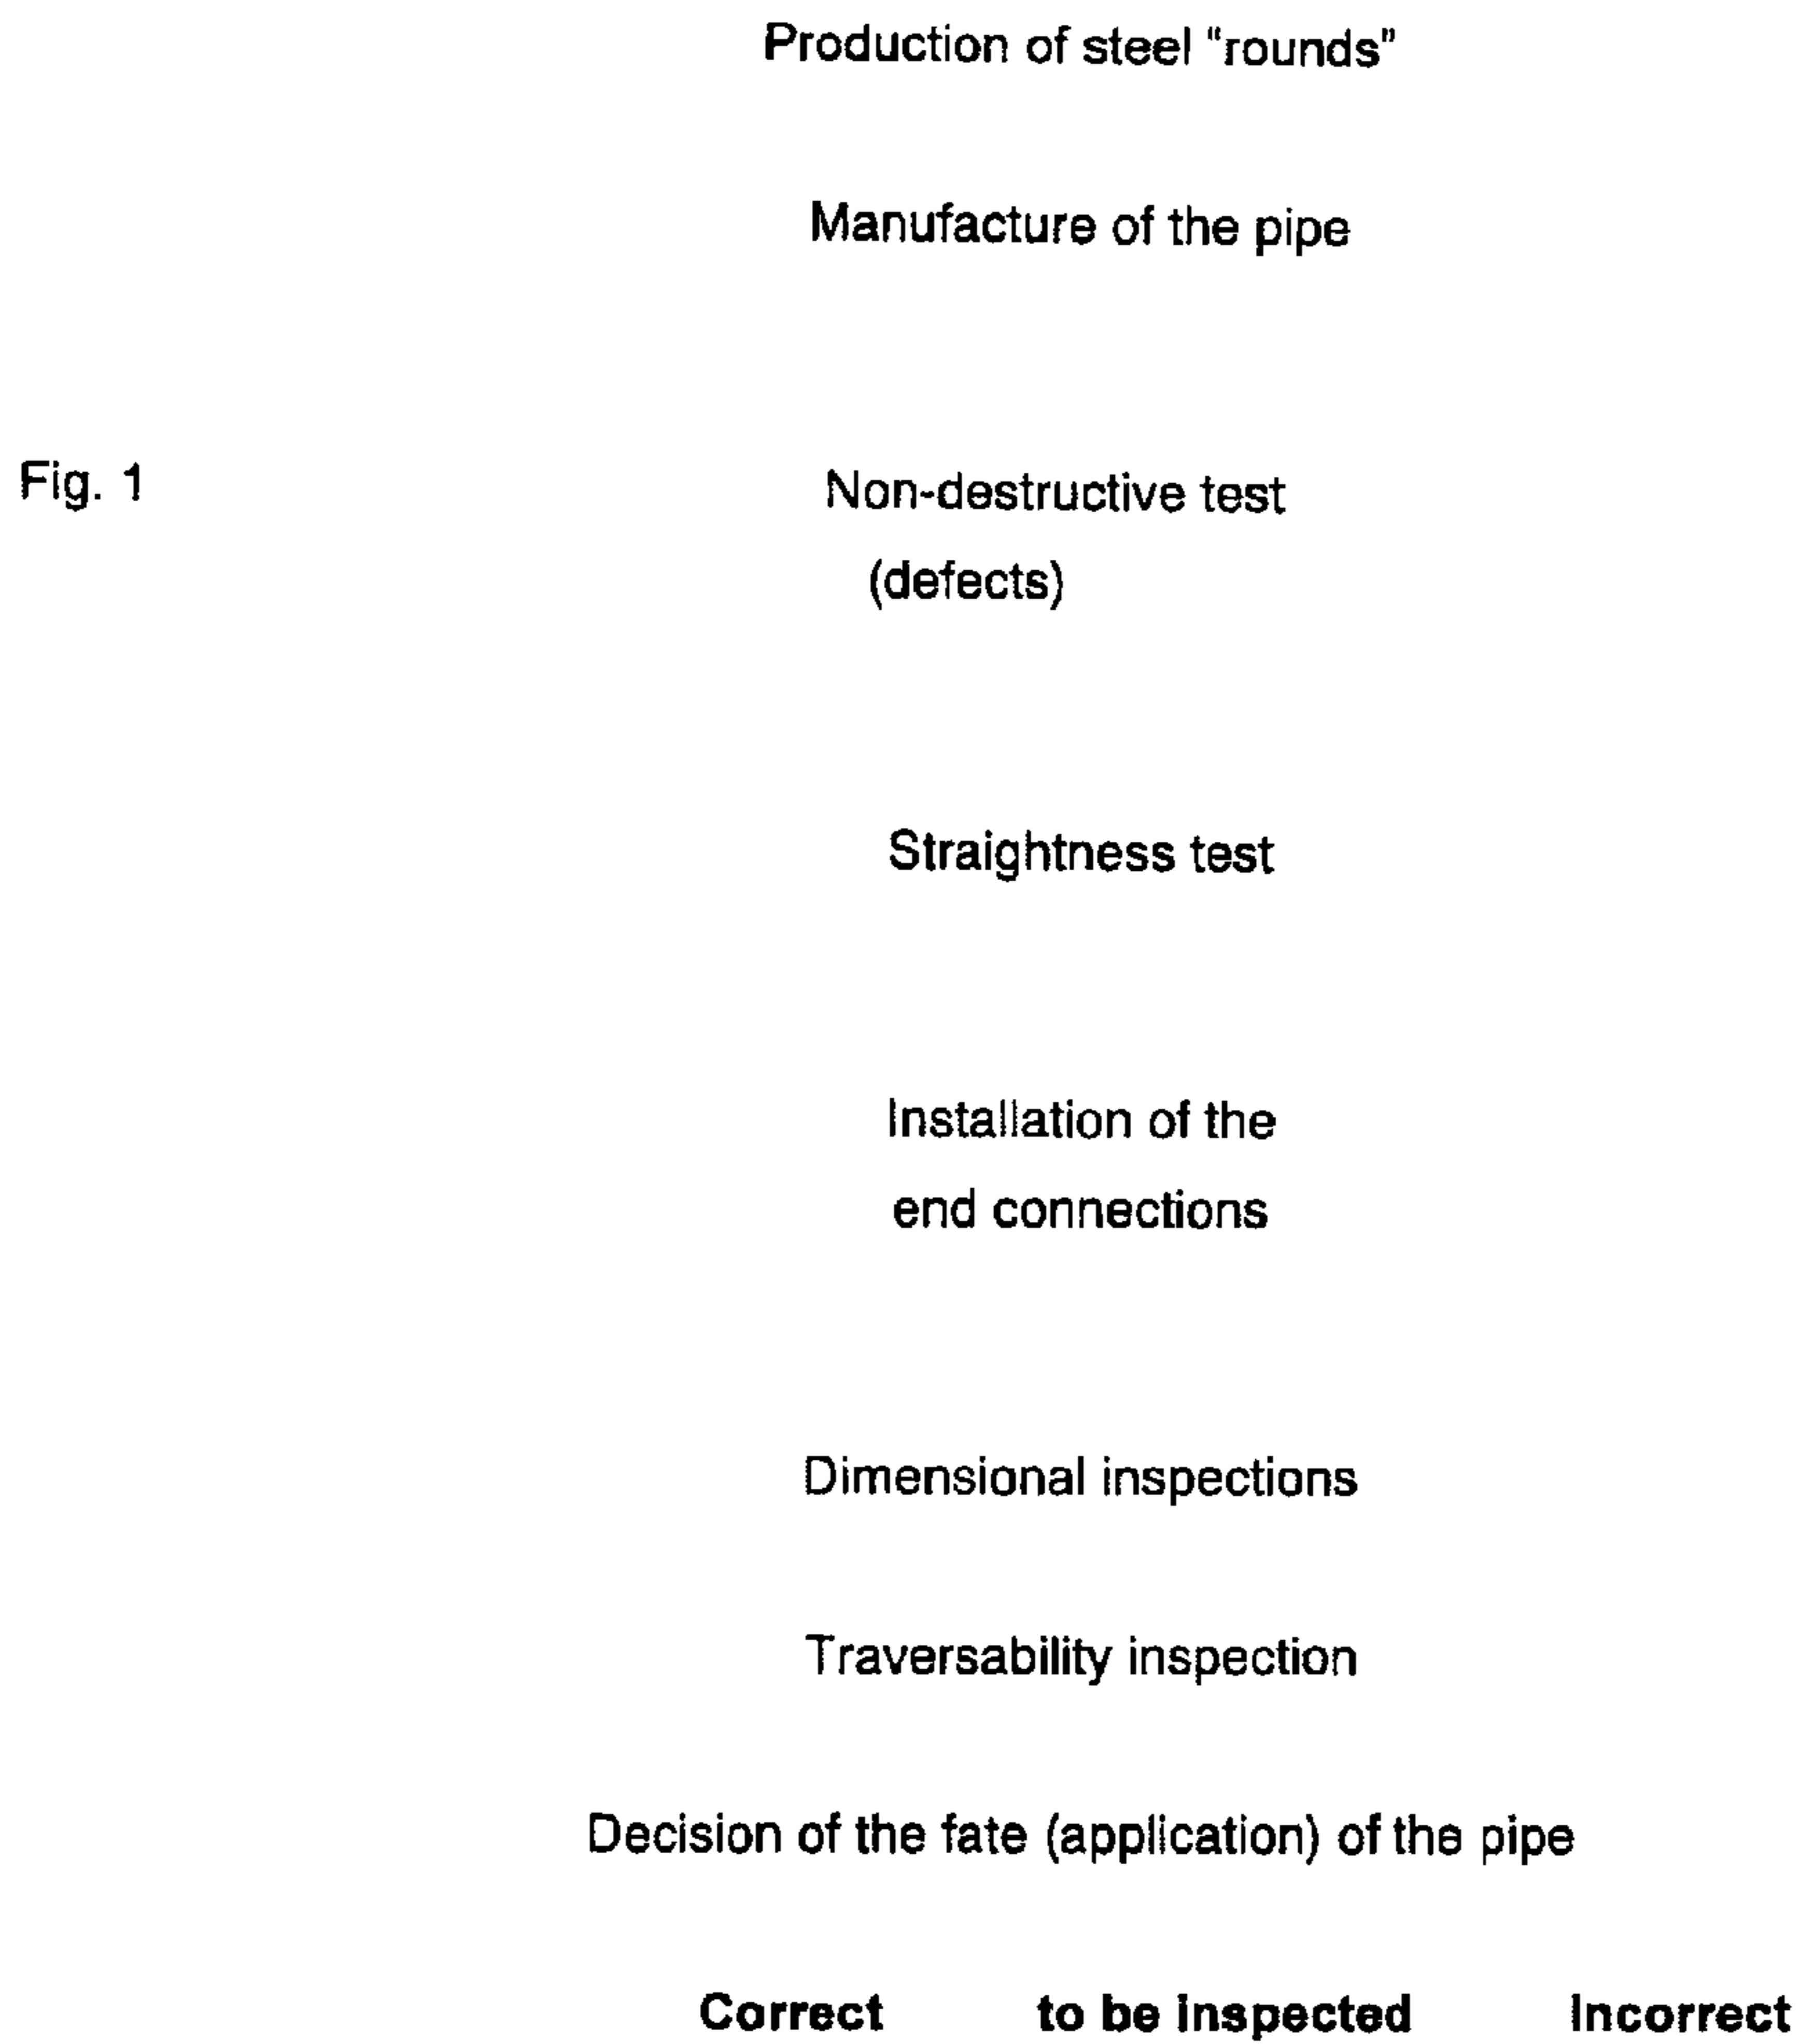 Production of steel “rounds”
Manufacture of the pipe
Fig. 1
Non-destructive test
(defects)
Straightness test
Installation of the
end connections
Dimensional inspections
Traversability inspection
Decision of the fate (application) of the pipe
Correct to be inspected Incorrect